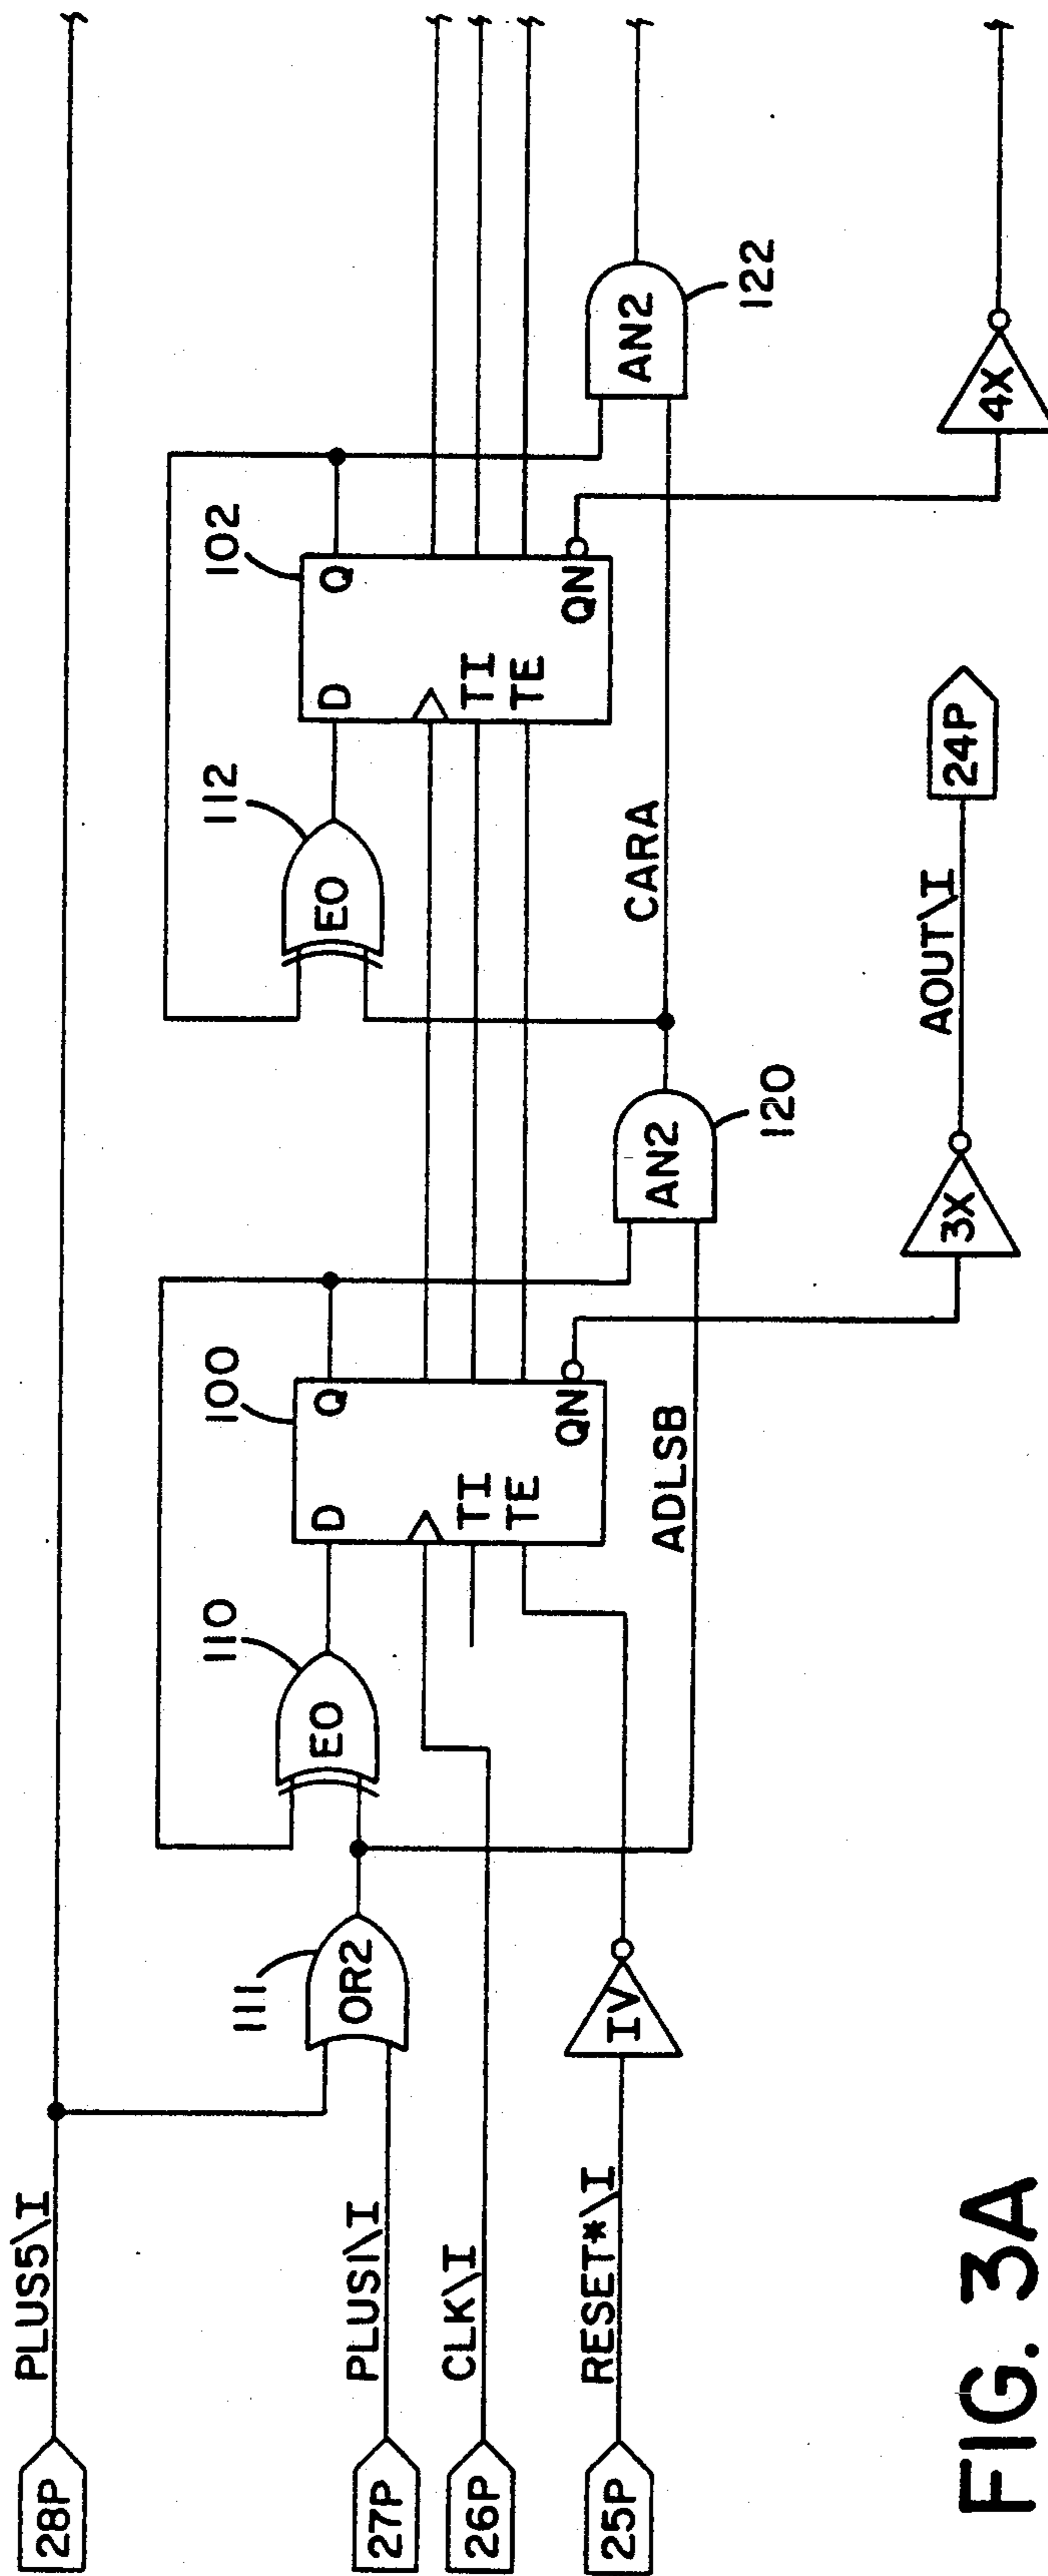 28P
PLUS5\I
27P
PLUS1\I
26P
CLK\I
25P
RESET*\I
111
OR2
IV
110
EO
100
D
Q
TI
TE
QN
ADLSB
120
AN2
3X
AOUT\I
24P
CARA
112
EO
102
D
Q
TI
TE
QN
122
AN2
4X
FIG. 3A